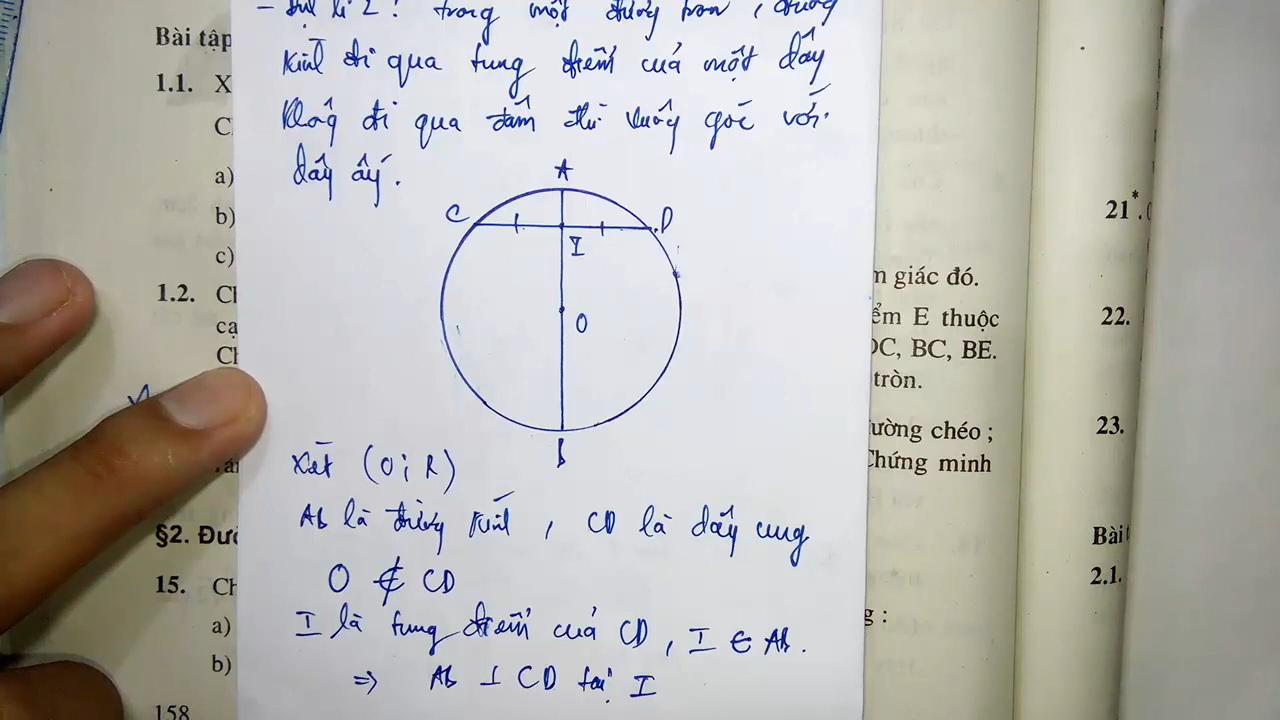 - Định lí 2: trong một đường tròn, đường
kính đi qua trung điểm của một dây
không đi qua tâm thì vuông góc với
dây ấy.
A
C
D
I
O
B
Xét (O; R)
AB là đường kính, CD là dây cung
O ∉ CD
I là trung điểm của CD, I ∈ AB.
⇒ AB ⊥ CD tại I
Bài tập
1.1. X
C
a)
b)
c)
1.2. Ch
cạ
Ch
§2. Đườ
15. Ch
a)
b)
158
m giác đó.
ểm E thuộc
OC, BC, BE.
tròn.
ường chéo ;
Chứng minh
g :
21*.
22.
23.
Bài
2.1.